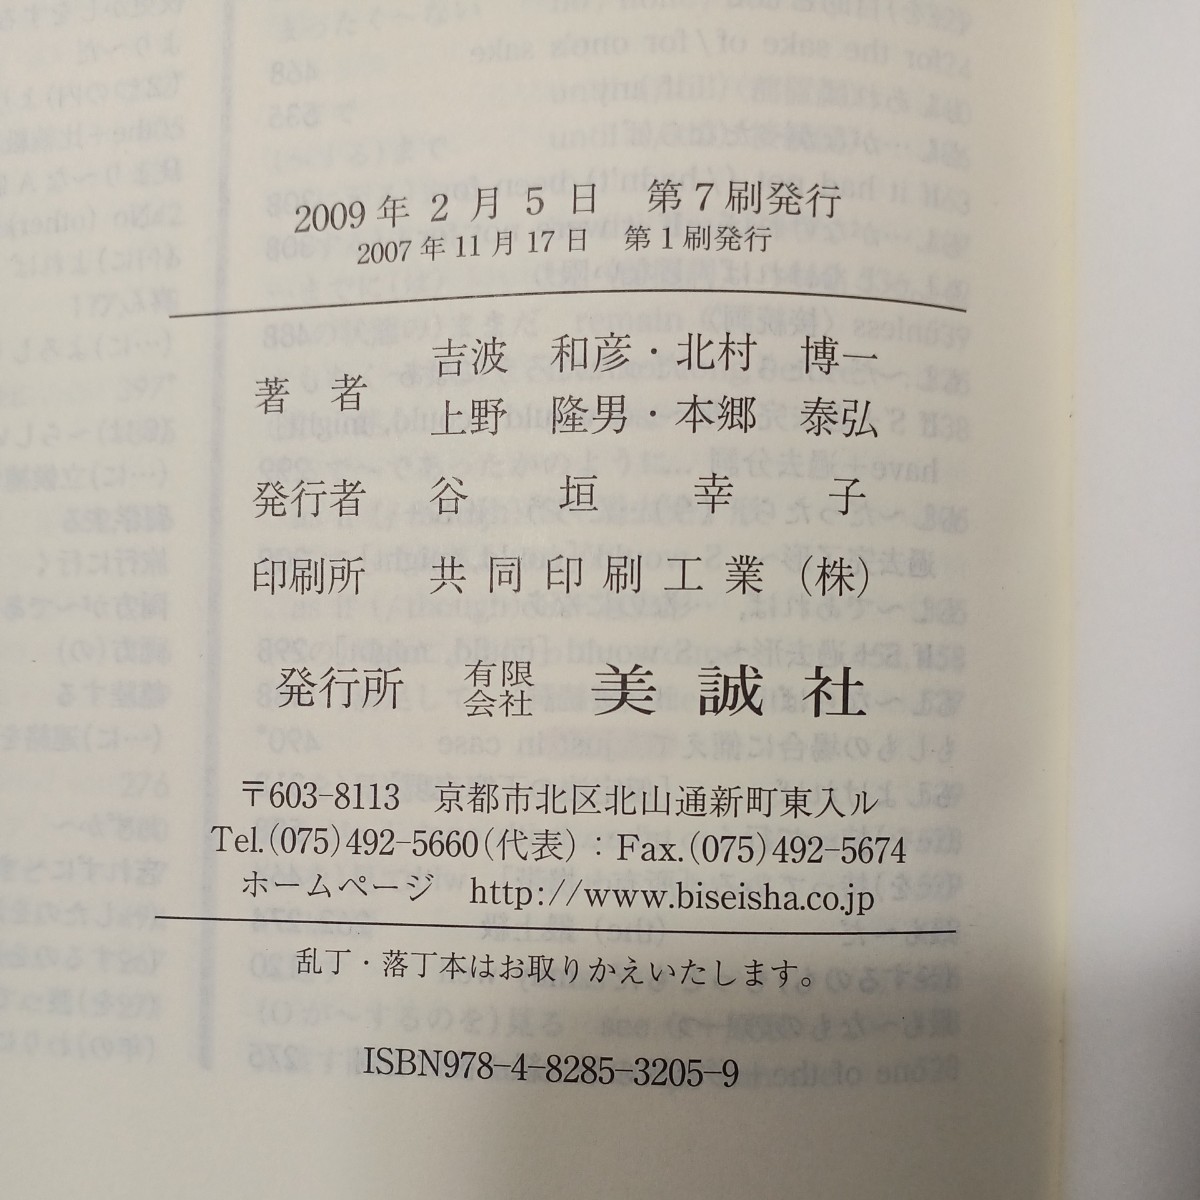 2009年2月5日 第7刷発行
2007年11月17日 第1刷発行
著者 吉波 和彦・北村 博一
上野 隆男・本郷 泰弘
発行者 谷垣幸子
印刷所 共同印刷工業(株)
発行所 有限会社 美誠社
〒603-8113 京都市北区北山通新町東入ル
Tel.(075)492-5660(代表):Fax.(075)492-5674
ホームページ http://www.biseisha.co.jp
乱丁・落丁本はお取りかえいたします。
ISBN978-4-8285-3205-9